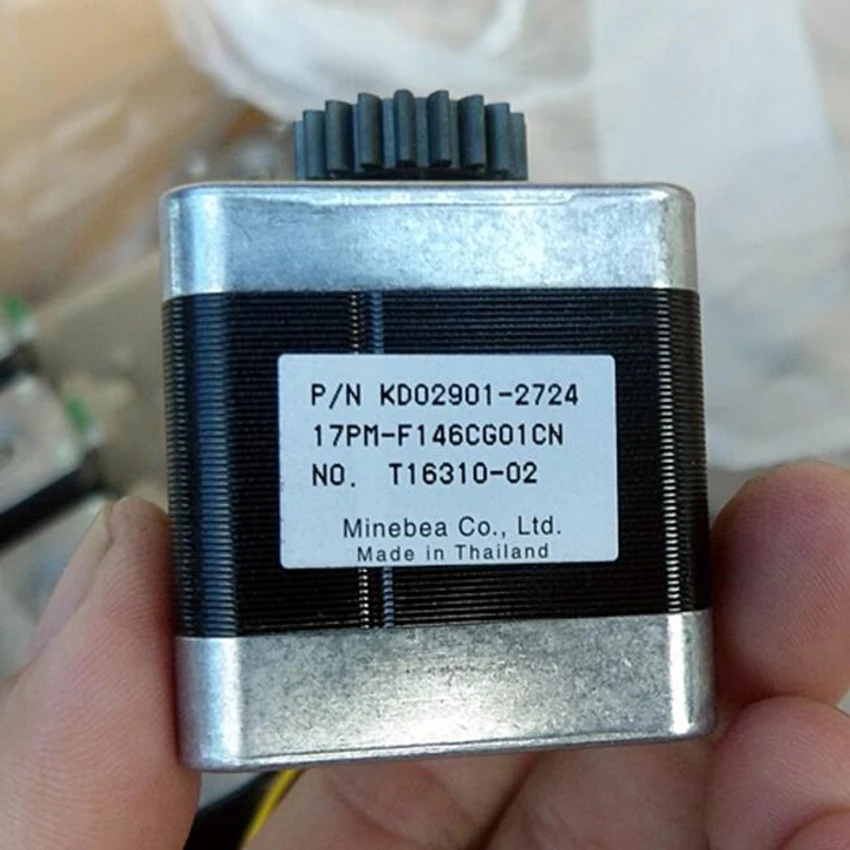 P/N KD02901-2724
17PM-F146CG01CN
NO. T16310-02
Minebea Co., Ltd.
Made in Thailand